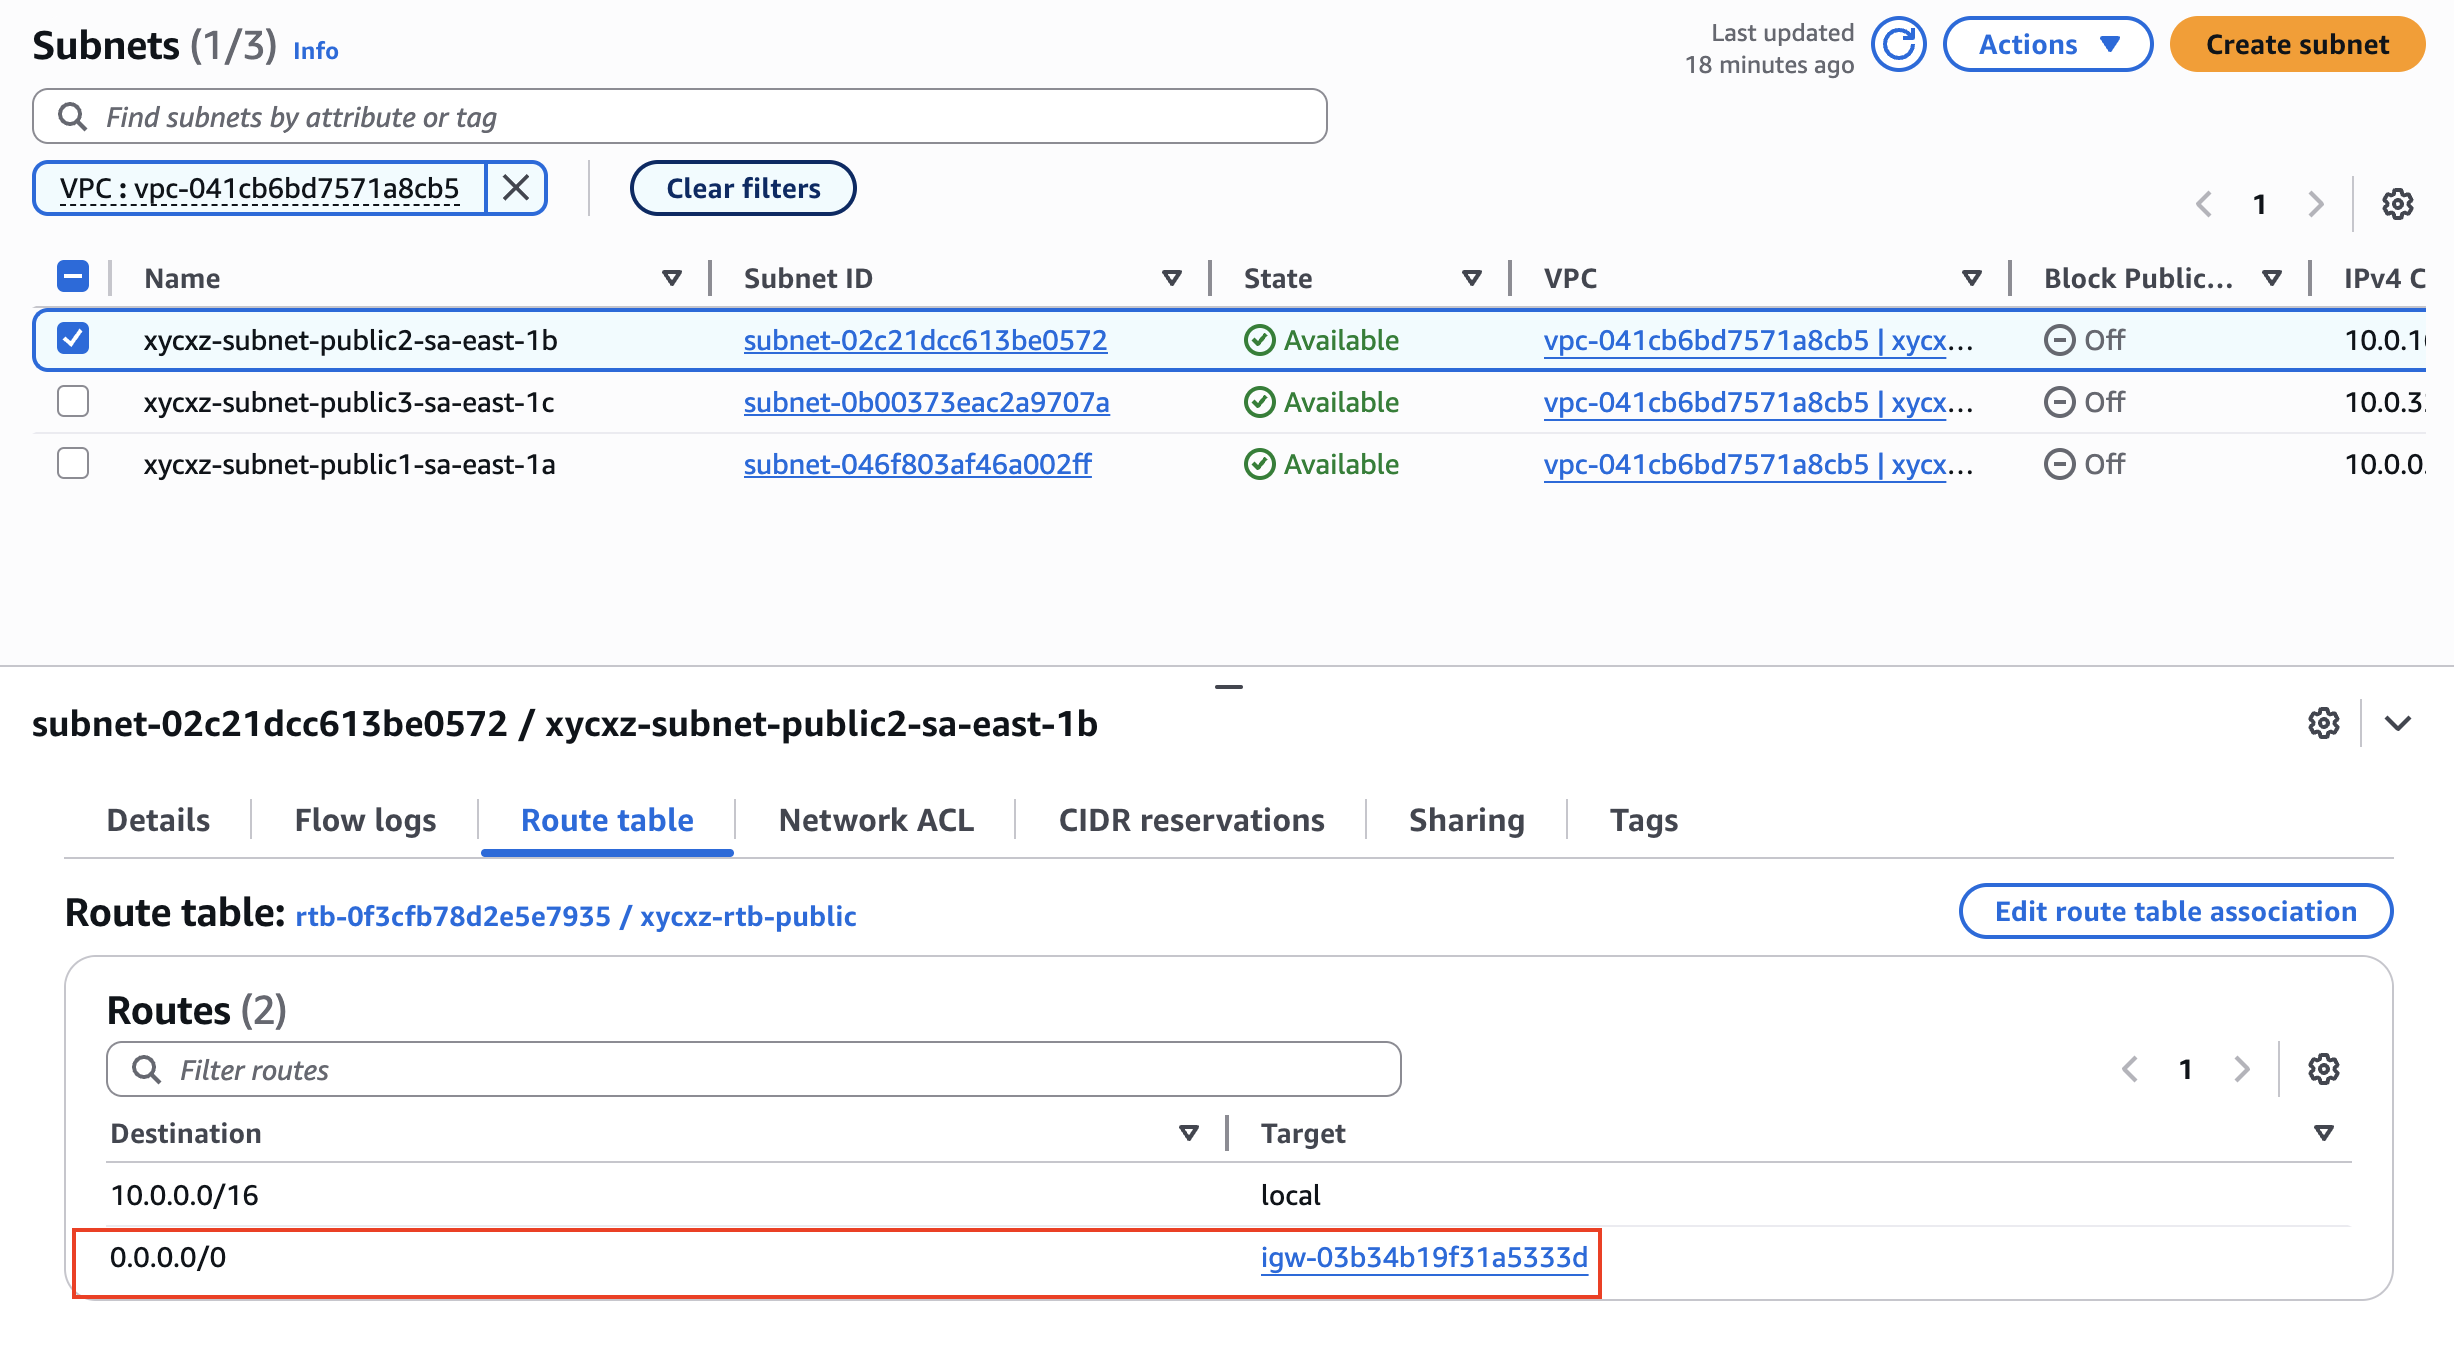 Subnets (1/3) Info
Last updated
18 minutes ago
Actions
Create subnet
Find subnets by attribute or tag
VPC : vpc-041cb6bd7571a8cb5
Clear filters
1
Name Subnet ID State VPC Block Public... IPv4 C
xycxz-subnet-public2-sa-east-1b subnet-02c21dcc613be0572 Available vpc-041cb6bd7571a8cb5 | xycx... Off 10.0.1
xycxz-subnet-public3-sa-east-1c subnet-0b00373eac2a9707a Available vpc-041cb6bd7571a8cb5 | xycx... Off 10.0.3
xycxz-subnet-public1-sa-east-1a subnet-046f803af46a002ff Available vpc-041cb6bd7571a8cb5 | xycx... Off 10.0.0.
subnet-02c21dcc613be0572 / xycxz-subnet-public2-sa-east-1b
Details Flow logs Route table Network ACL CIDR reservations Sharing Tags
Route table: rtb-0f3cfb78d2e5e7935 / xycxz-rtb-public
Edit route table association
Routes (2)
Filter routes
1
Destination Target
10.0.0.0/16 local
0.0.0.0/0 igw-03b34b19f31a5333d